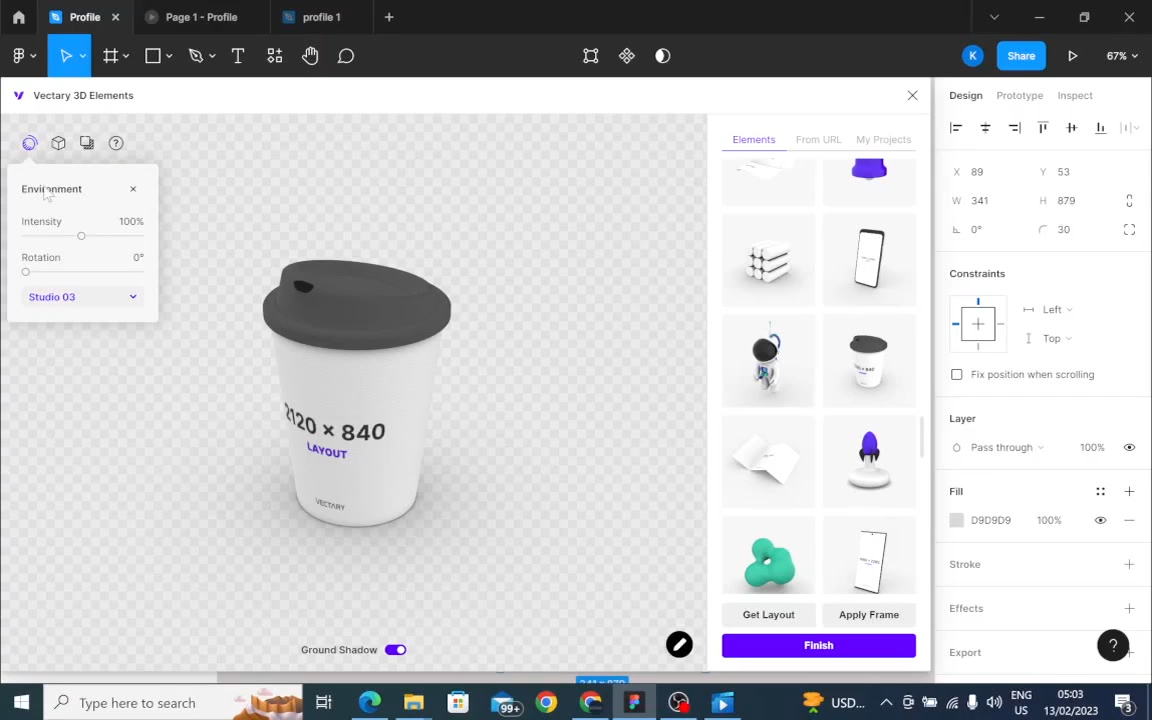 Profile
Page 1 - Profile
profile 1
K
Share
67%
Vectary 3D Elements
Environment
Intensity 100%
Rotation 0°
Studio 03
2120 × 840
LAYOUT
VECTARY
Ground Shadow
Elements From URL My Projects
Get Layout Apply Frame
Finish
Design Prototype Inspect
X 89 Y 53
W 341 H 879
0° 30
Constraints
Left
Top
Fix position when scrolling
Layer
Pass through 100%
Fill
D9D9D9 100%
Stroke
Effects
Export
?
Type here to search
99+
USD...
ENG
US
05:03
13/02/2023
3